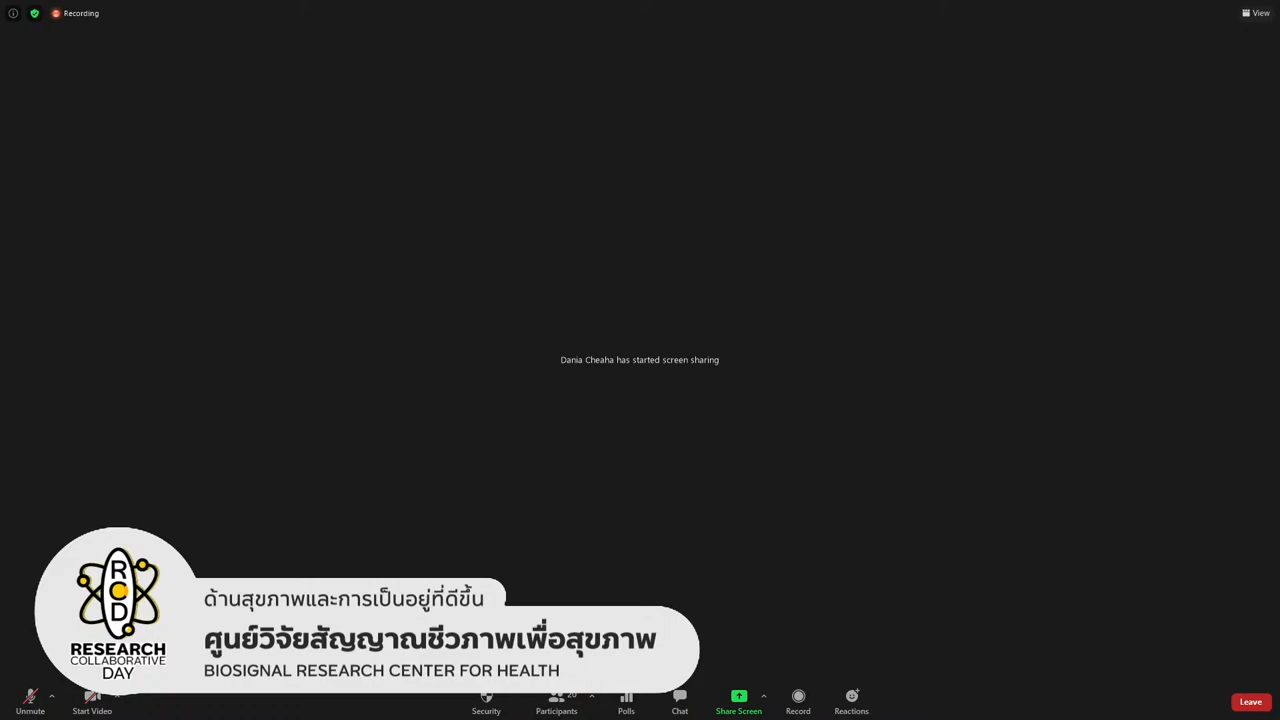 Recording
View
Dania Cheaha has started screen sharing
RCD
RESEARCH
COLLABORATIVE
DAY
ด้านสุขภาพและการเป็นอยู่ที่ดีขึ้น
ศูนย์วิจัยสัญญาณชีวภาพเพื่อสุขภาพ
BIOSIGNAL RESEARCH CENTER FOR HEALTH
Unmute
Start Video
Security
Participants
Polls
Chat
Share Screen
Record
Reactions
Leave